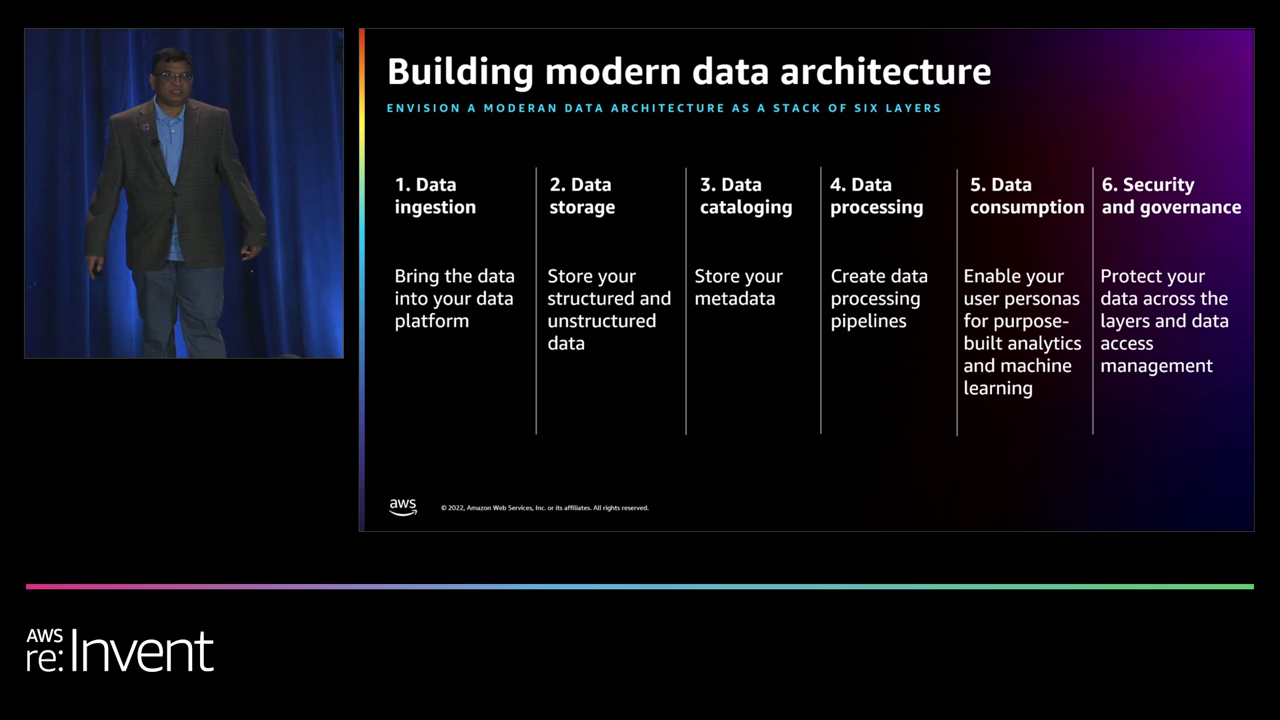 Building modern data architecture
ENVISION A MODERAN DATA ARCHITECTURE AS A STACK OF SIX LAYERS
1. Data
ingestion
Bring the data
into your data
platform
2. Data
storage
Store your
structured and
unstructured
data
3. Data
cataloging
Store your
metadata
4. Data
processing
Create data
processing
pipelines
5. Data
consumption
Enable your
user personas
for purpose-
built analytics
and machine
learning
6. Security
and governance
Protect your
data across the
layers and data
access
management
aws
© 2022, Amazon Web Services, Inc. or its affiliates. All rights reserved.
AWS
re:Invent